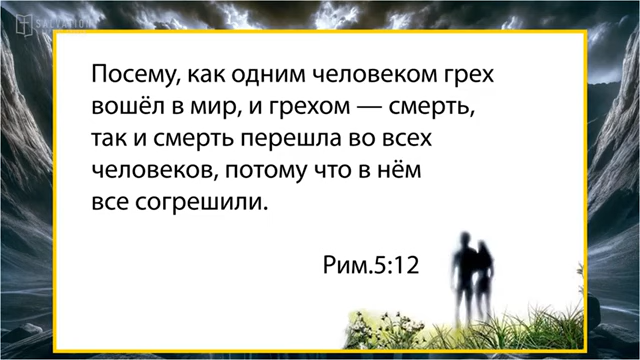 SALVATION
Посему, как одним человеком грех
вошёл в мир, и грехом — смерть,
так и смерть перешла во всех
человеков, потому что в нём
все согрешили.
Рим.5:12